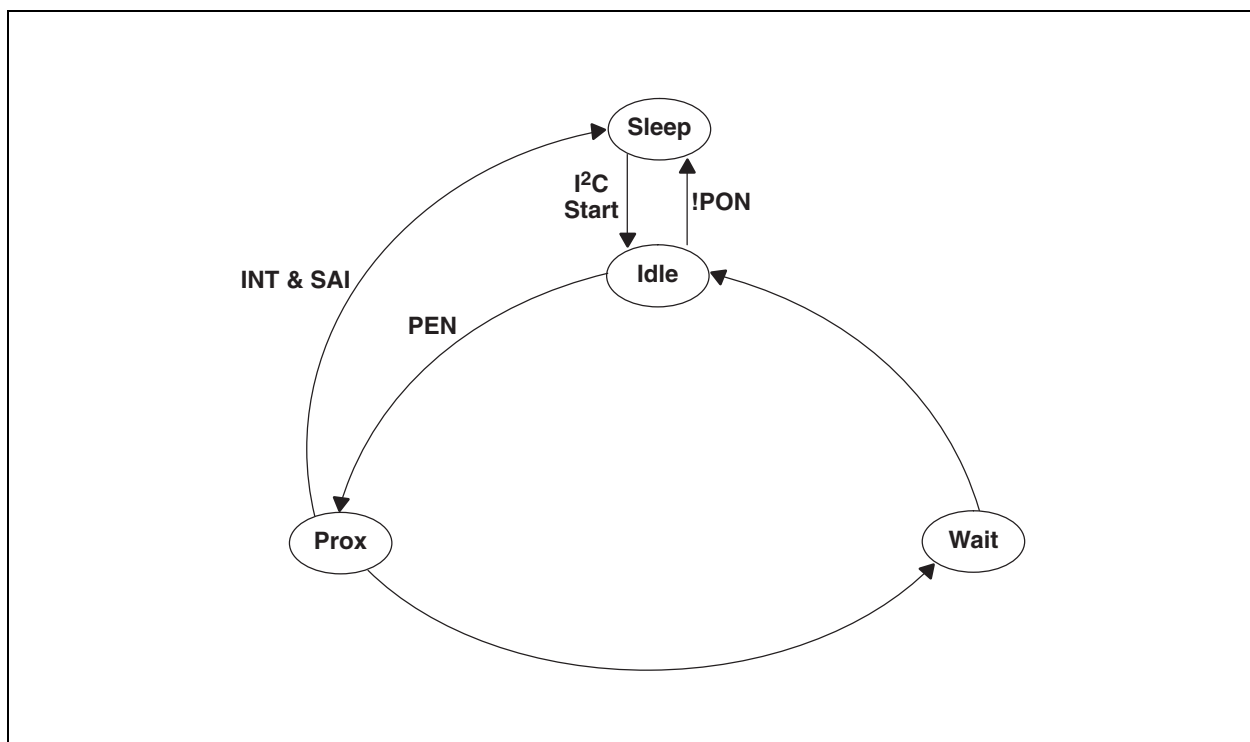 Sleep
I²C
Start
!PON
Idle
INT & SAI
PEN
Prox
Wait